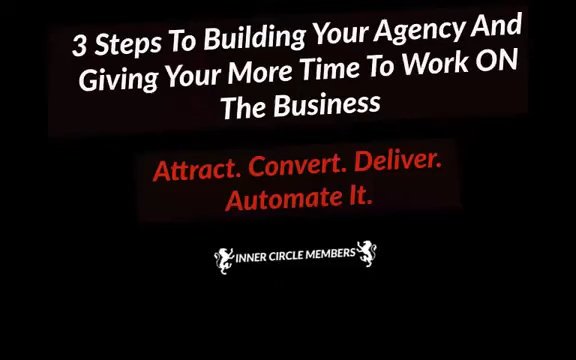 3 Steps To Building Your Agency And
Giving Your More Time To Work ON
The Business
Attract. Convert. Deliver.
Automate It.
INNER CIRCLE MEMBERS